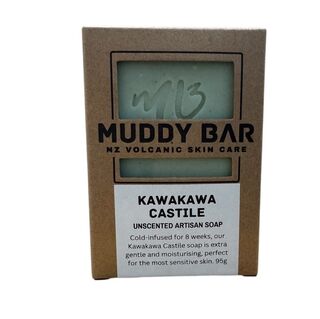 MB
MUDDY BAR
NZ VOLCANIC SKIN CARE
KAWAKAWA
CASTILE
UNSCENTED ARTISAN SOAP
Cold-infused for 8 weeks, our
Kawakawa Castile soap is extra
gentle and moisturising, perfect
for the most sensitive skin. 95g